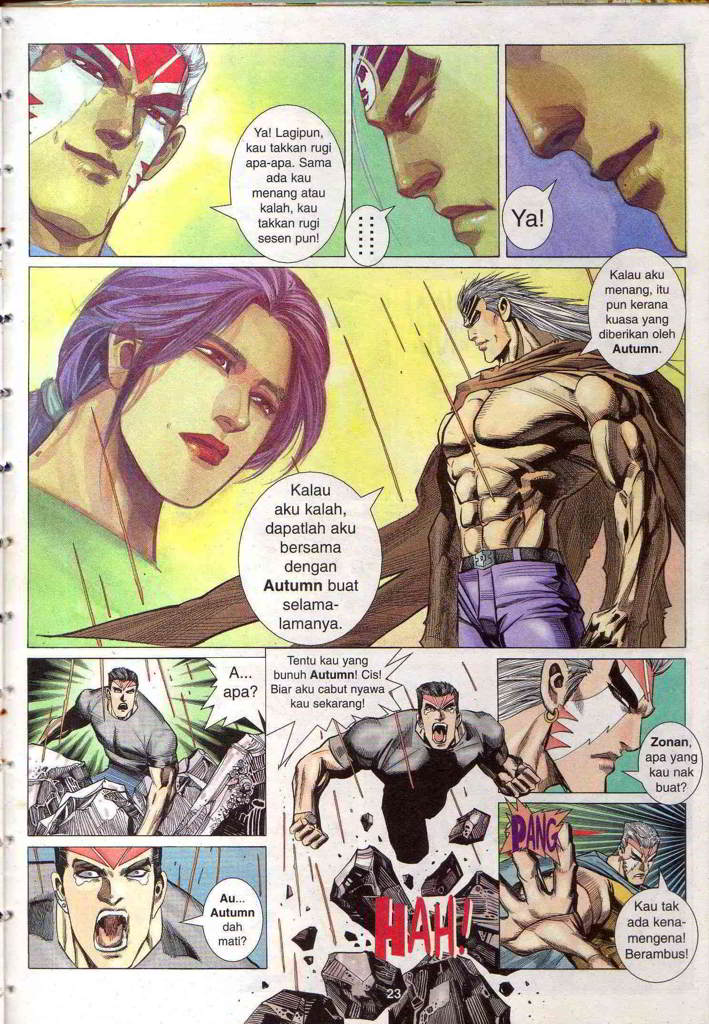 Ya! Lagipun,
kau takkan rugi
apa-apa. Sama
ada kau
menang atau
kalah, kau
takkan rugi
sesen pun!
Ya!
Kalau aku
menang, itu
pun kerana
kuasa yang
diberikan oleh
Autumn.
Kalau
aku kalah,
dapatlah aku
bersama
dengan
Autumn buat
selama-
lamanya.
A...
apa?
Tentu kau yang
bunuh Autumn! Cis!
Biar aku cabut nyawa
kau sekarang!
Zonan,
apa yang
kau nak
buat?
Au...
Autumn
dah
mati?
HAH!
PANG
Kau tak
ada kena-
mengena!
Berambus!
23